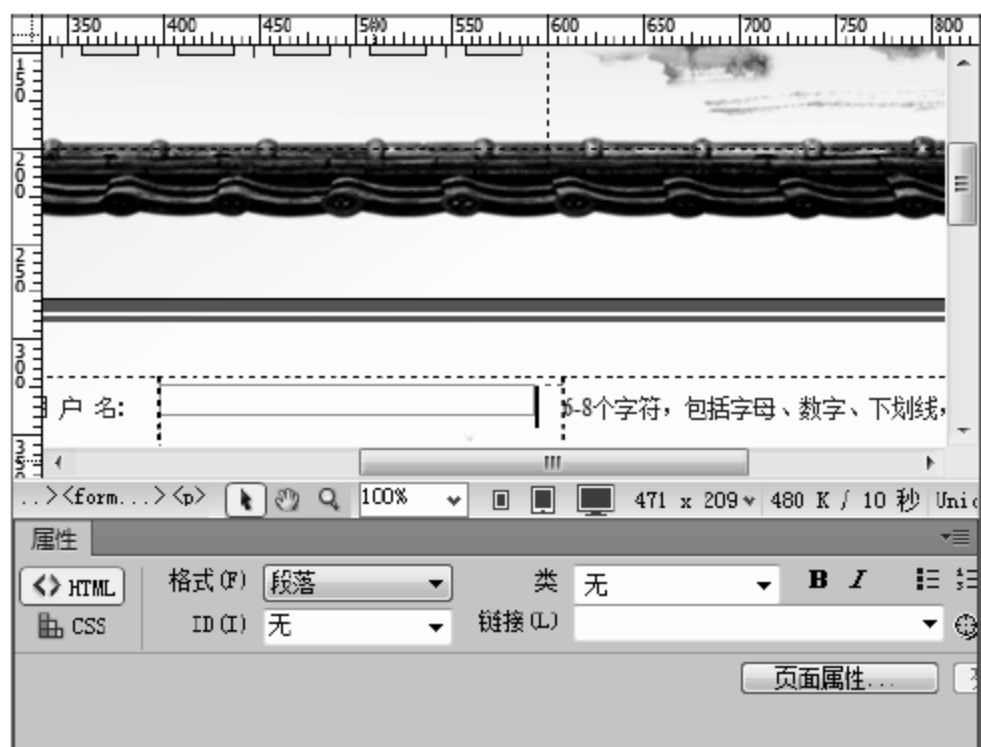 350 400 450 500 550 600 650 700 750 800
150
200
250
300
户 名: 6-8个字符，包括字母、数字、下划线，
350
..><form...><p> 100% 471 x 209 480 K / 10 秒
属性
<> HTML 格式(F) 段落 类 无 B I
CSS ID(I) 无 链接(L)
页面属性...